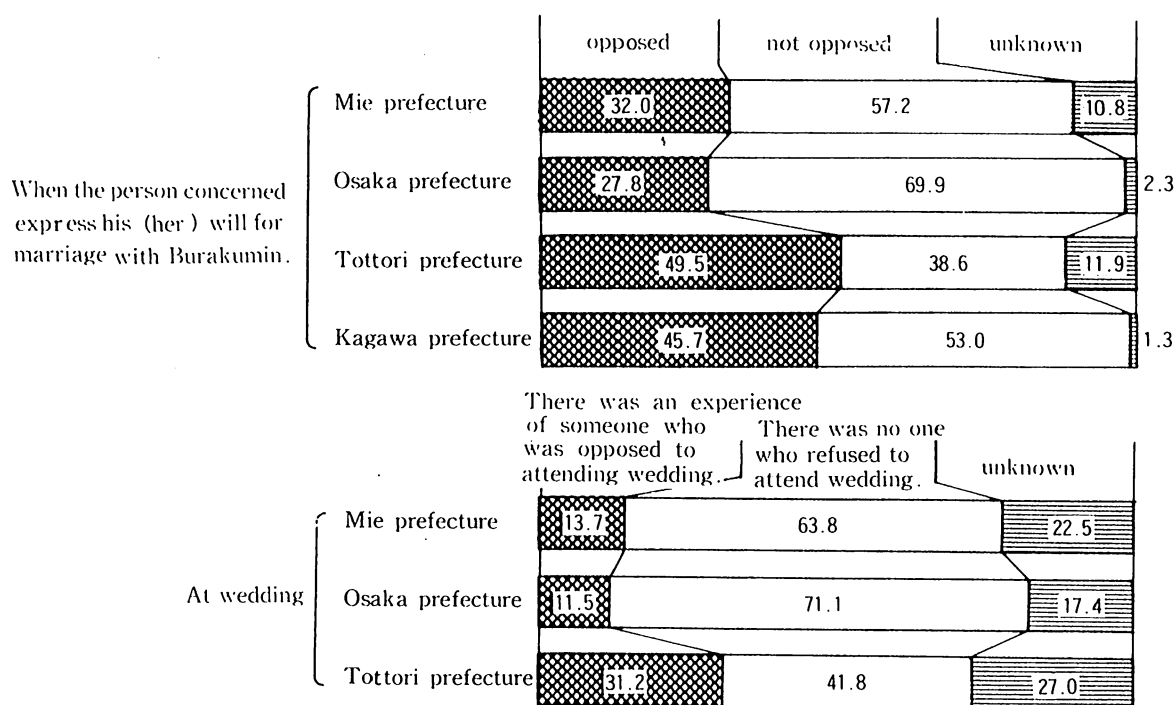 opposed not opposed unknown
Mie prefecture 32.0 57.2 10.8
Osaka prefecture 27.8 69.9 2.3
When the person concerned
express his (her) will for
marriage with Burakumin.
Tottori prefecture 49.5 38.6 11.9
Kagawa prefecture 45.7 53.0 1.3
There was an experience
of someone who
was opposed to
attending wedding.
There was no one
who refused to
attend wedding.
unknown
Mie prefecture 13.7 63.8 22.5
At wedding
Osaka prefecture 11.5 71.1 17.4
Tottori prefecture 31.2 41.8 27.0